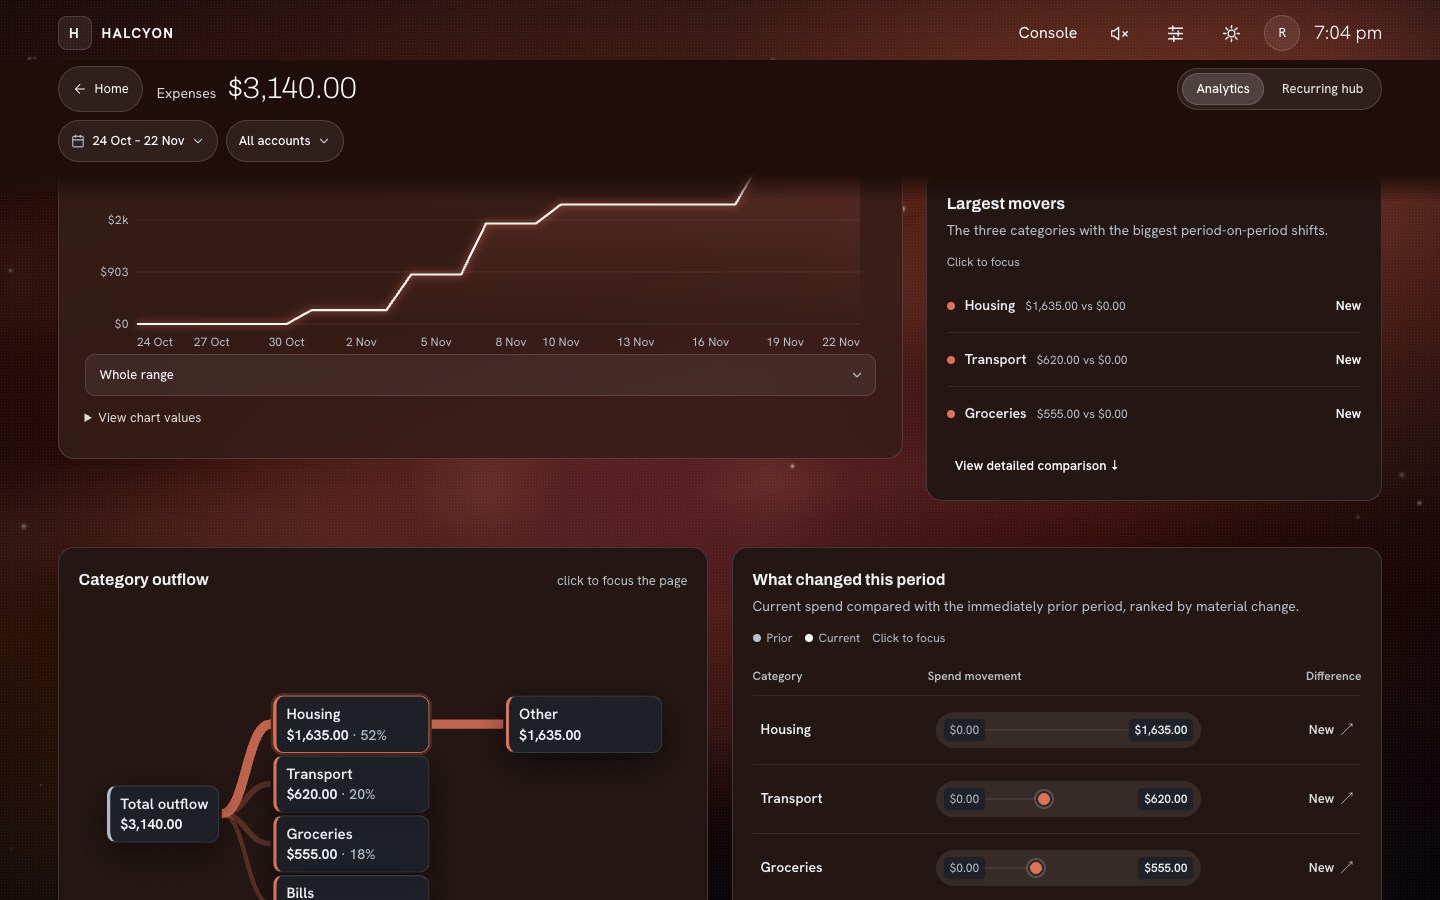 H HALCYON
Console
R 7:04 pm
Home
Expenses $3,140.00
Analytics Recurring hub
24 Oct – 22 Nov
All accounts
$2k
$903
$0
24 Oct 27 Oct 30 Oct 2 Nov 5 Nov 8 Nov 10 Nov 13 Nov 16 Nov 19 Nov 22 Nov
Whole range
View chart values
Largest movers
The three categories with the biggest period-on-period shifts.
Click to focus
Housing $1,635.00 vs $0.00 New
Transport $620.00 vs $0.00 New
Groceries $555.00 vs $0.00 New
View detailed comparison ↓
Category outflow click to focus the page
Total outflow
$3,140.00
Housing
$1,635.00 · 52%
Other
$1,635.00
Transport
$620.00 · 20%
Groceries
$555.00 · 18%
Bills
What changed this period
Current spend compared with the immediately prior period, ranked by material change.
Prior Current Click to focus
Category Spend movement Difference
Housing $0.00 $1,635.00 New
Transport $0.00 $620.00 New
Groceries $0.00 $555.00 New